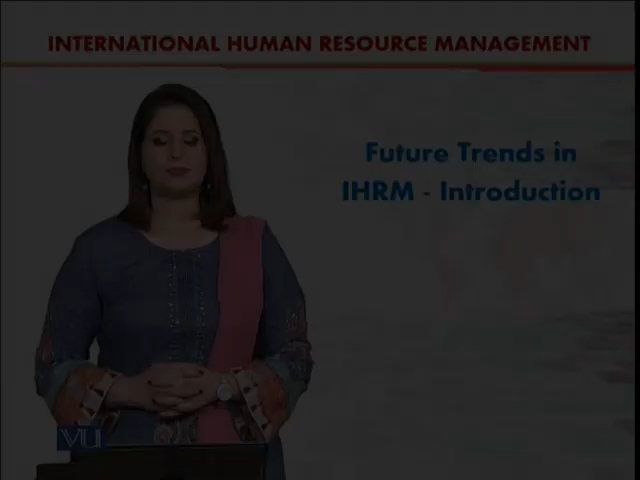 INTERNATIONAL HUMAN RESOURCE MANAGEMENT
Future Trends in
IHRM - Introduction
VU